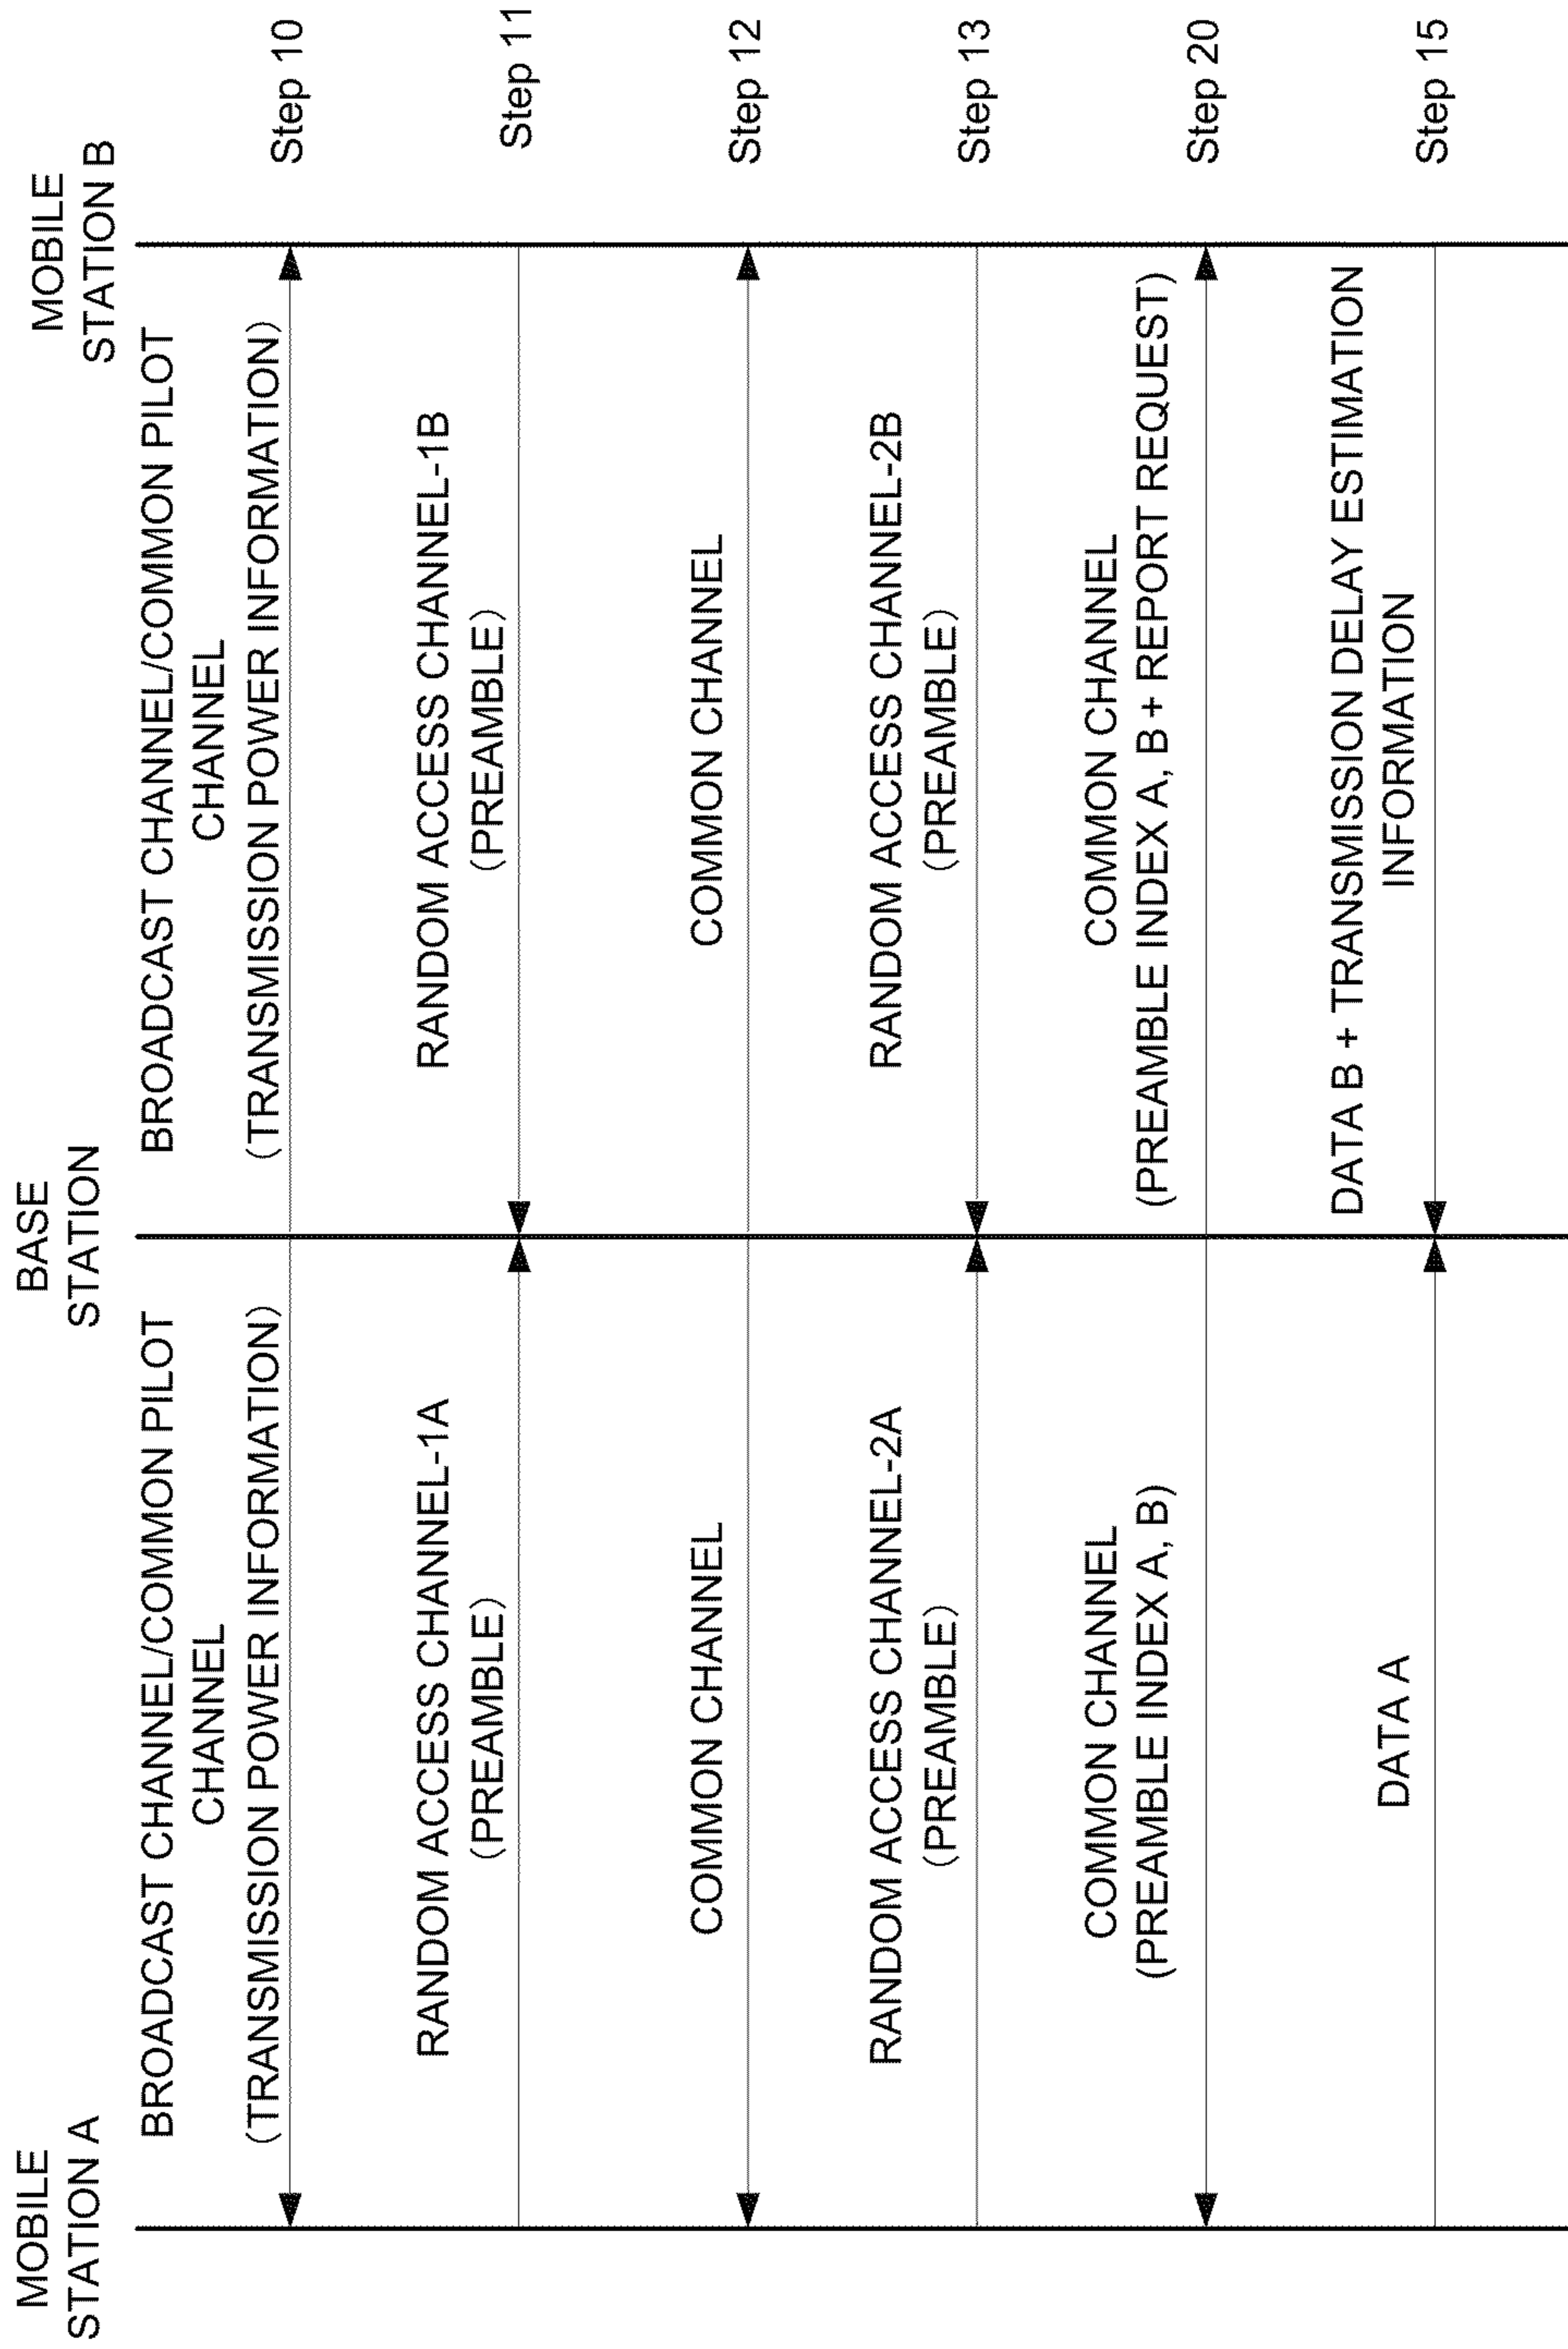 MOBILE
STATION A
BASE
STATION
MOBILE
STATION B
BROADCAST CHANNEL/COMMON PILOT
CHANNEL
(TRANSMISSION POWER INFORMATION)
BROADCAST CHANNEL/COMMON PILOT
CHANNEL
(TRANSMISSION POWER INFORMATION)
Step 10
RANDOM ACCESS CHANNEL-1A
(PREAMBLE)
RANDOM ACCESS CHANNEL-1B
(PREAMBLE)
Step 11
COMMON CHANNEL
COMMON CHANNEL
Step 12
RANDOM ACCESS CHANNEL-2A
(PREAMBLE)
RANDOM ACCESS CHANNEL-2B
(PREAMBLE)
Step 13
COMMON CHANNEL
(PREAMBLE INDEX A, B)
COMMON CHANNEL
(PREAMBLE INDEX A, B + REPORT REQUEST)
Step 20
DATA A
DATA B + TRANSMISSION DELAY ESTIMATION
INFORMATION
Step 15